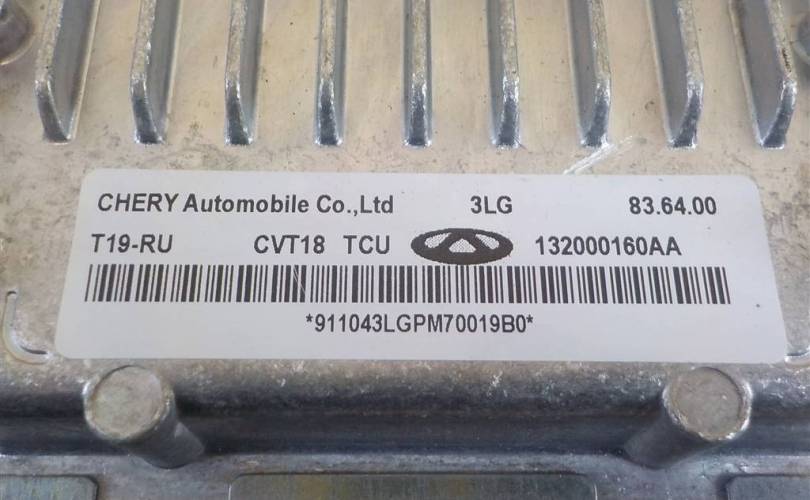 CHERY Automobile Co.,Ltd 3LG 83.64.00
T19-RU CVT18 TCU 132000160AA
*911043LGPM70019B0*